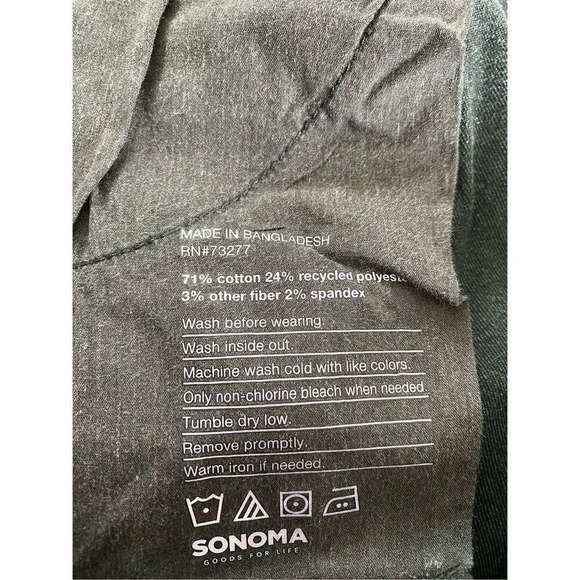 MADE IN BANGLADESH
RN#73277
71% cotton 24% recycled
3% other fiber 2% spandex
Wash before wearing.
Wash inside out.
Machine wash cold with like colors.
Only non-chlorine bleach when needed.
Tumble dry low.
Remove promptly.
Warm iron if needed.
SONOMA
GOODS FOR LIFE